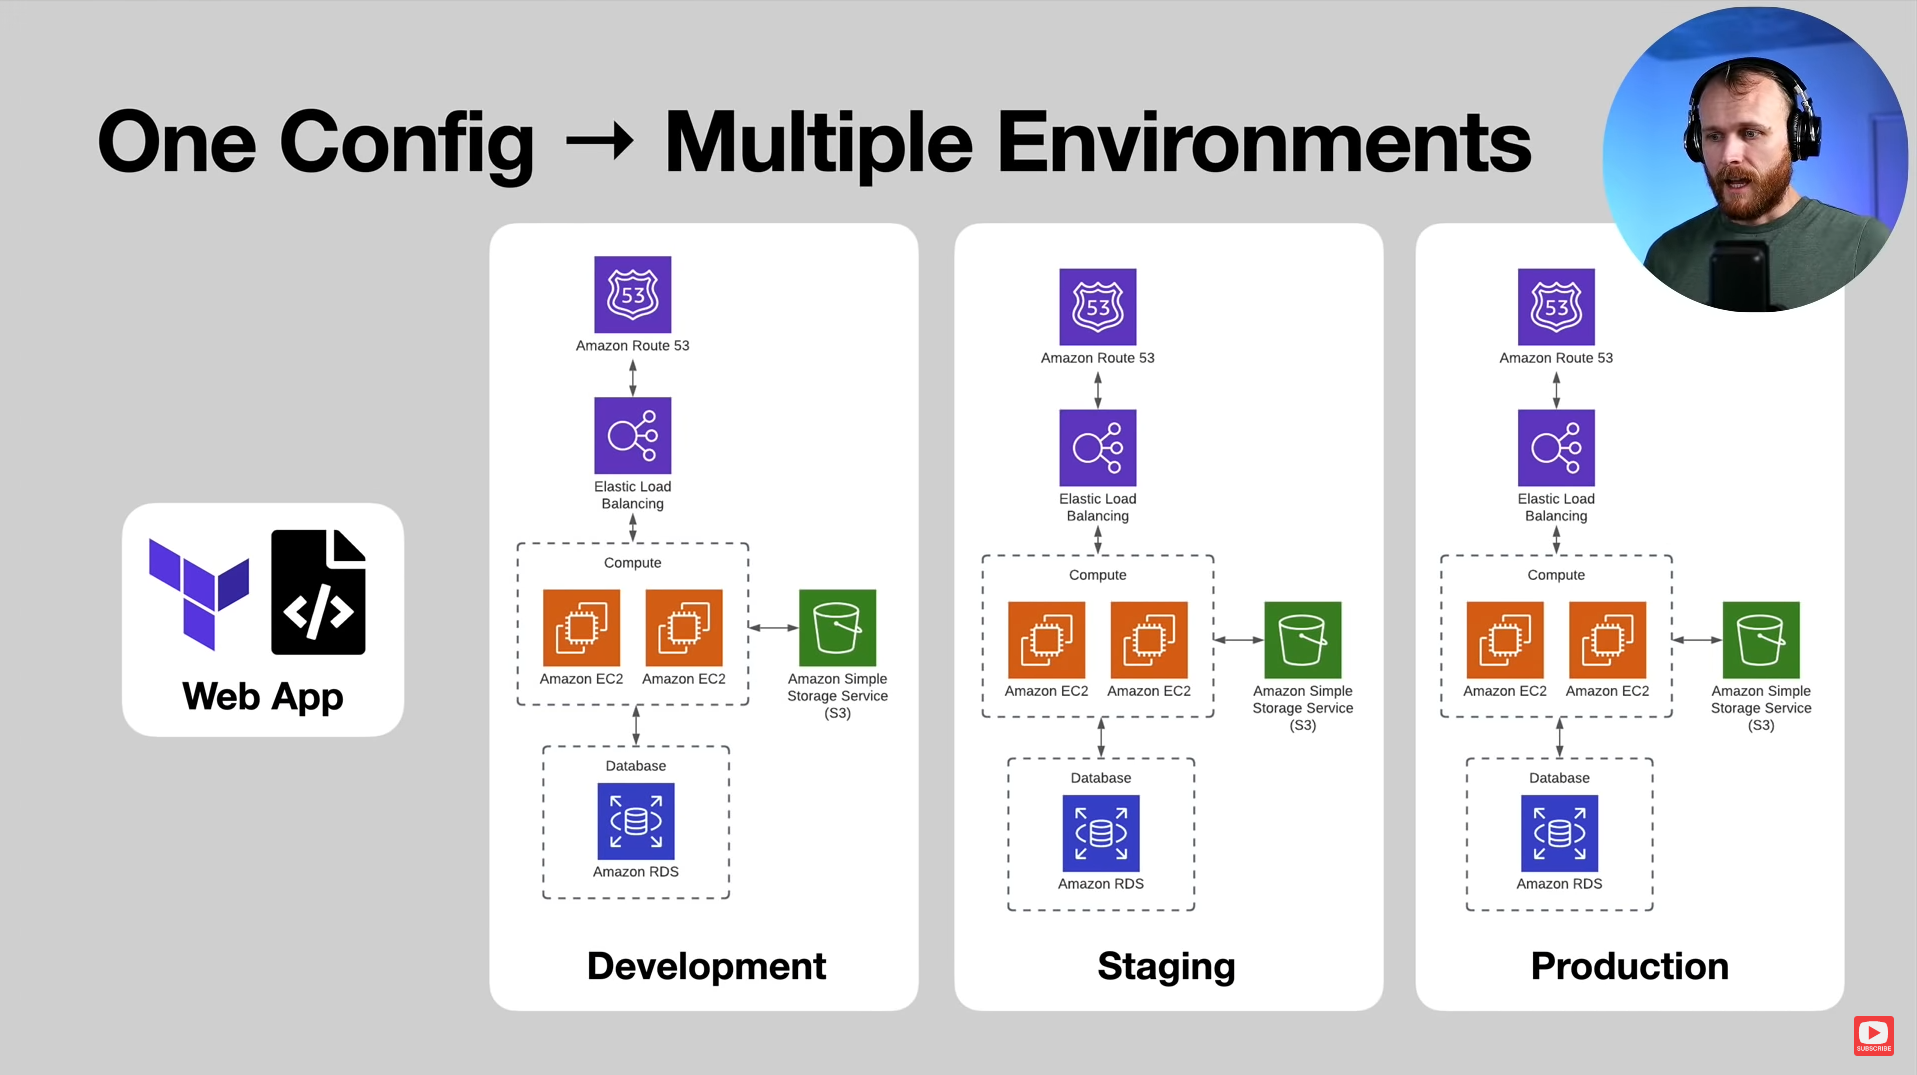 One Config → Multiple Environments
Web App
53
Amazon Route 53
Elastic Load
Balancing
Compute
Amazon EC2
Amazon EC2
Amazon Simple
Storage Service
(S3)
Database
Amazon RDS
Development
53
Amazon Route 53
Elastic Load
Balancing
Compute
Amazon EC2
Amazon EC2
Amazon Simple
Storage Service
(S3)
Database
Amazon RDS
Staging
53
Amazon Route 53
Elastic Load
Balancing
Compute
Amazon EC2
Amazon EC2
Amazon Simple
Storage Service
(S3)
Database
Amazon RDS
Production
SUBSCRIBE